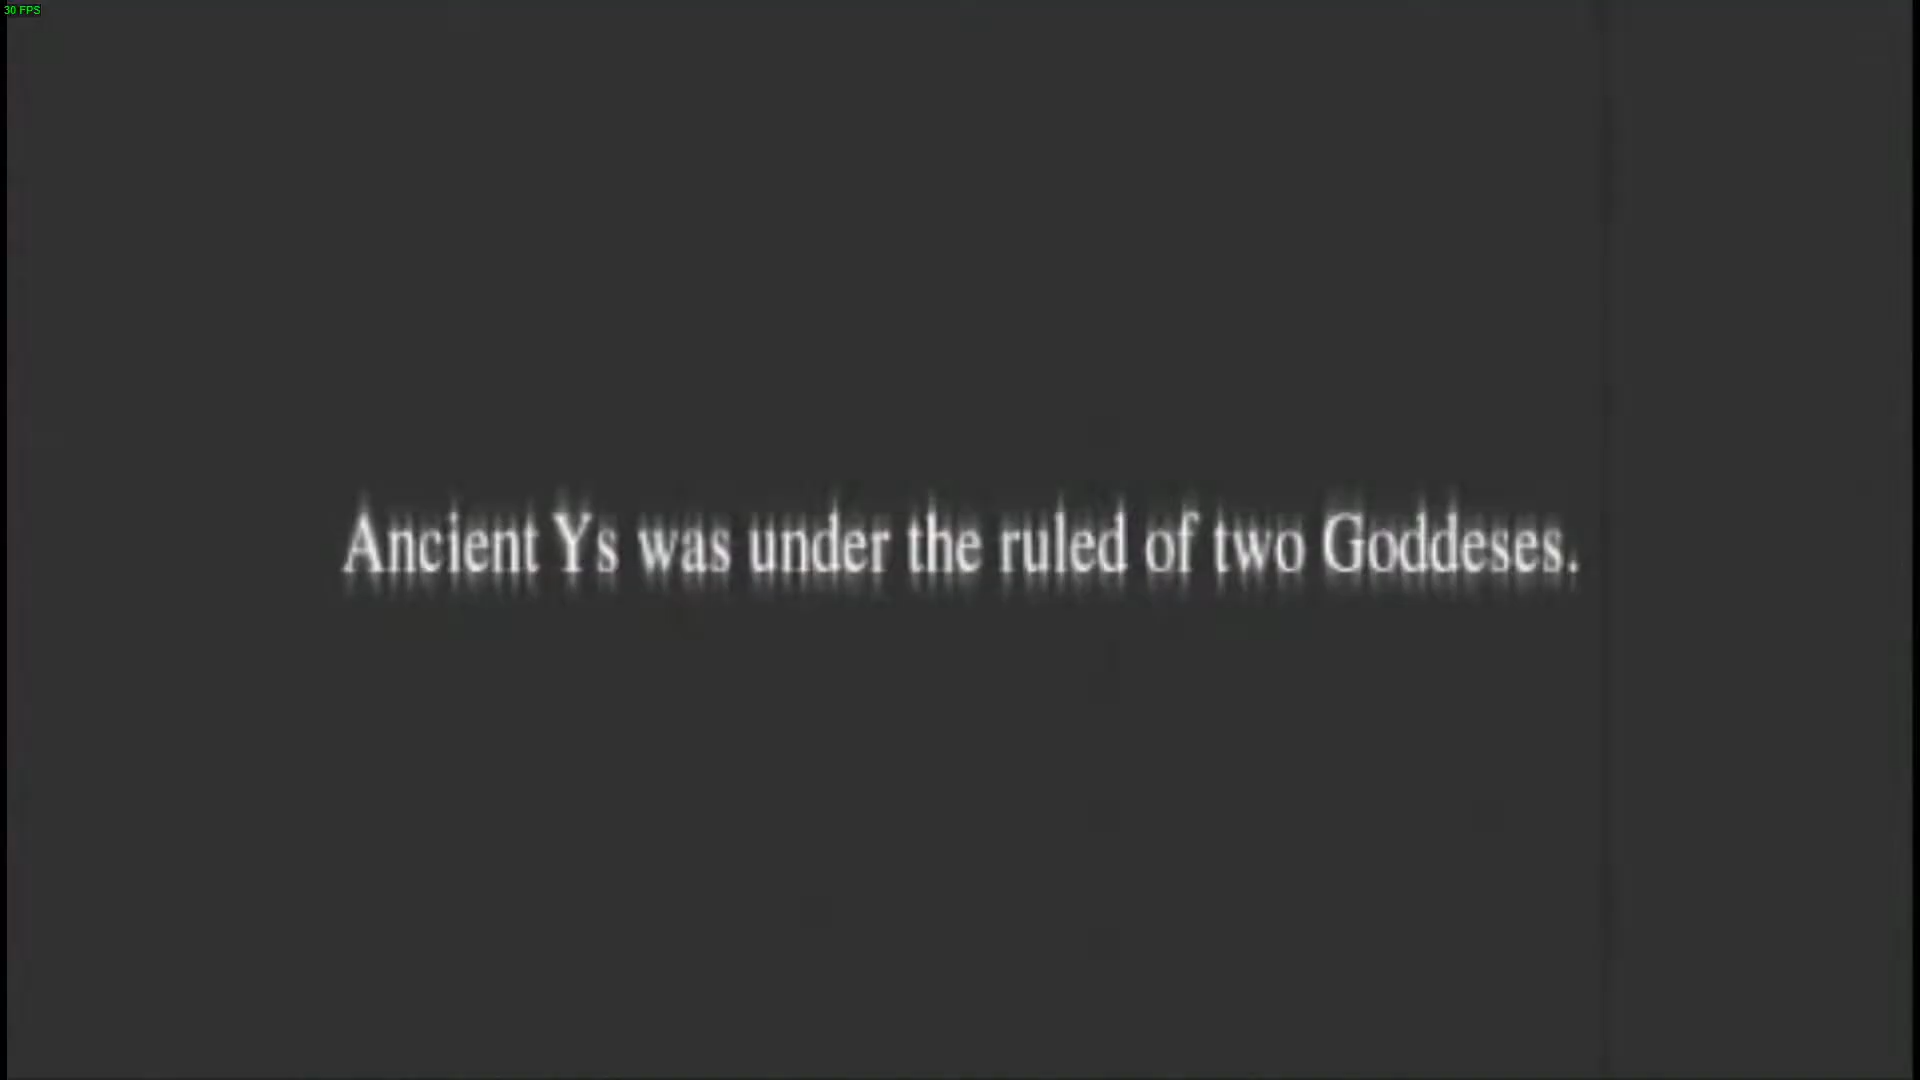 30 FPS
Ancient Ys was under the ruled of two Goddeses.